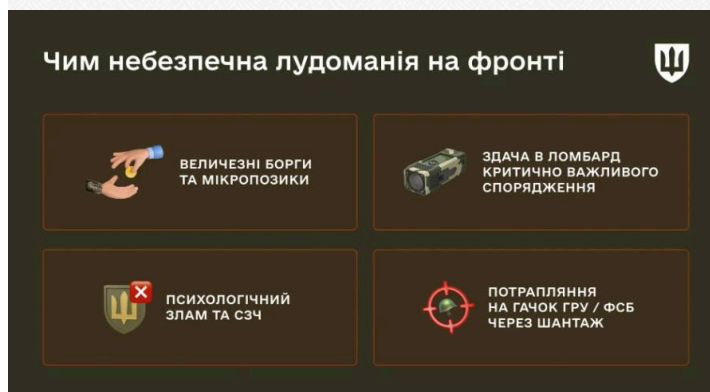 Чим небезпечна лудоманія на фронті
ВЕЛИЧЕЗНІ БОРГИ
ТА МІКРОПОЗИКИ
ЗДАЧА В ЛОМБАРД
КРИТИЧНО ВАЖЛИВОГО
СПОРЯДЖЕННЯ
ПСИХОЛОГІЧНИЙ
ЗЛАМ ТА СЗЧ
ПОТРАПЛЯННЯ
НА ГАЧОК ГРУ / ФСБ
ЧЕРЕЗ ШАНТАЖ